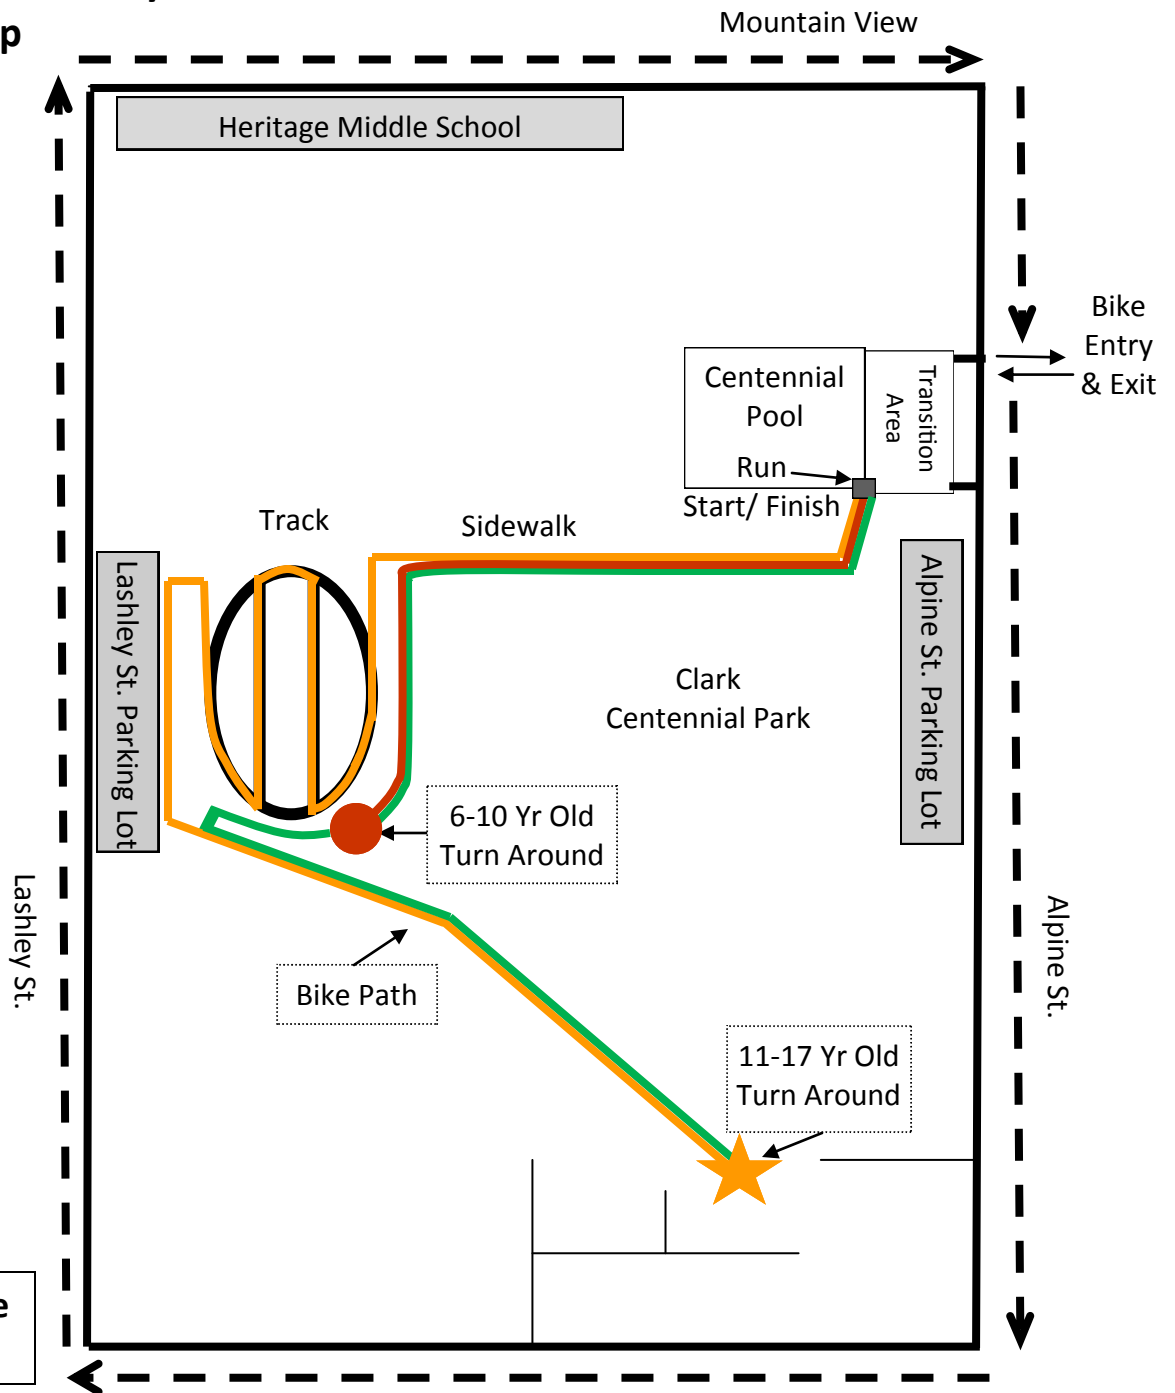 Mountain View
p
Heritage Middle School
Bike
Entry
& Exit
Centennial
Pool
Transition
Area
Run
Start/ Finish
Track
Sidewalk
Lashley St. Parking Lot
Alpine St. Parking Lot
Clark
Centennial Park
6-10 Yr Old
Turn Around
Lashley St.
Alpine St.
Bike Path
11-17 Yr Old
Turn Around
e